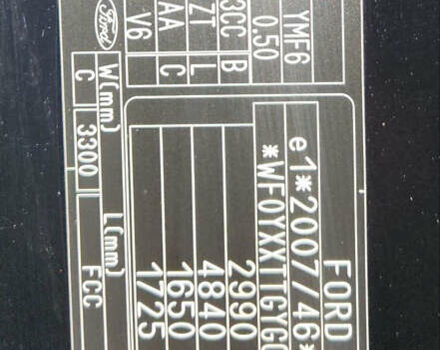 FORD
e1*2007/46*
*WF0YXXTTGYGC
2990
4840
1650
1725
L(mm)
FCC
W(mm)
C 3300
YMF6
0.50
3CC B
ZT L
AA C
V6
Ford